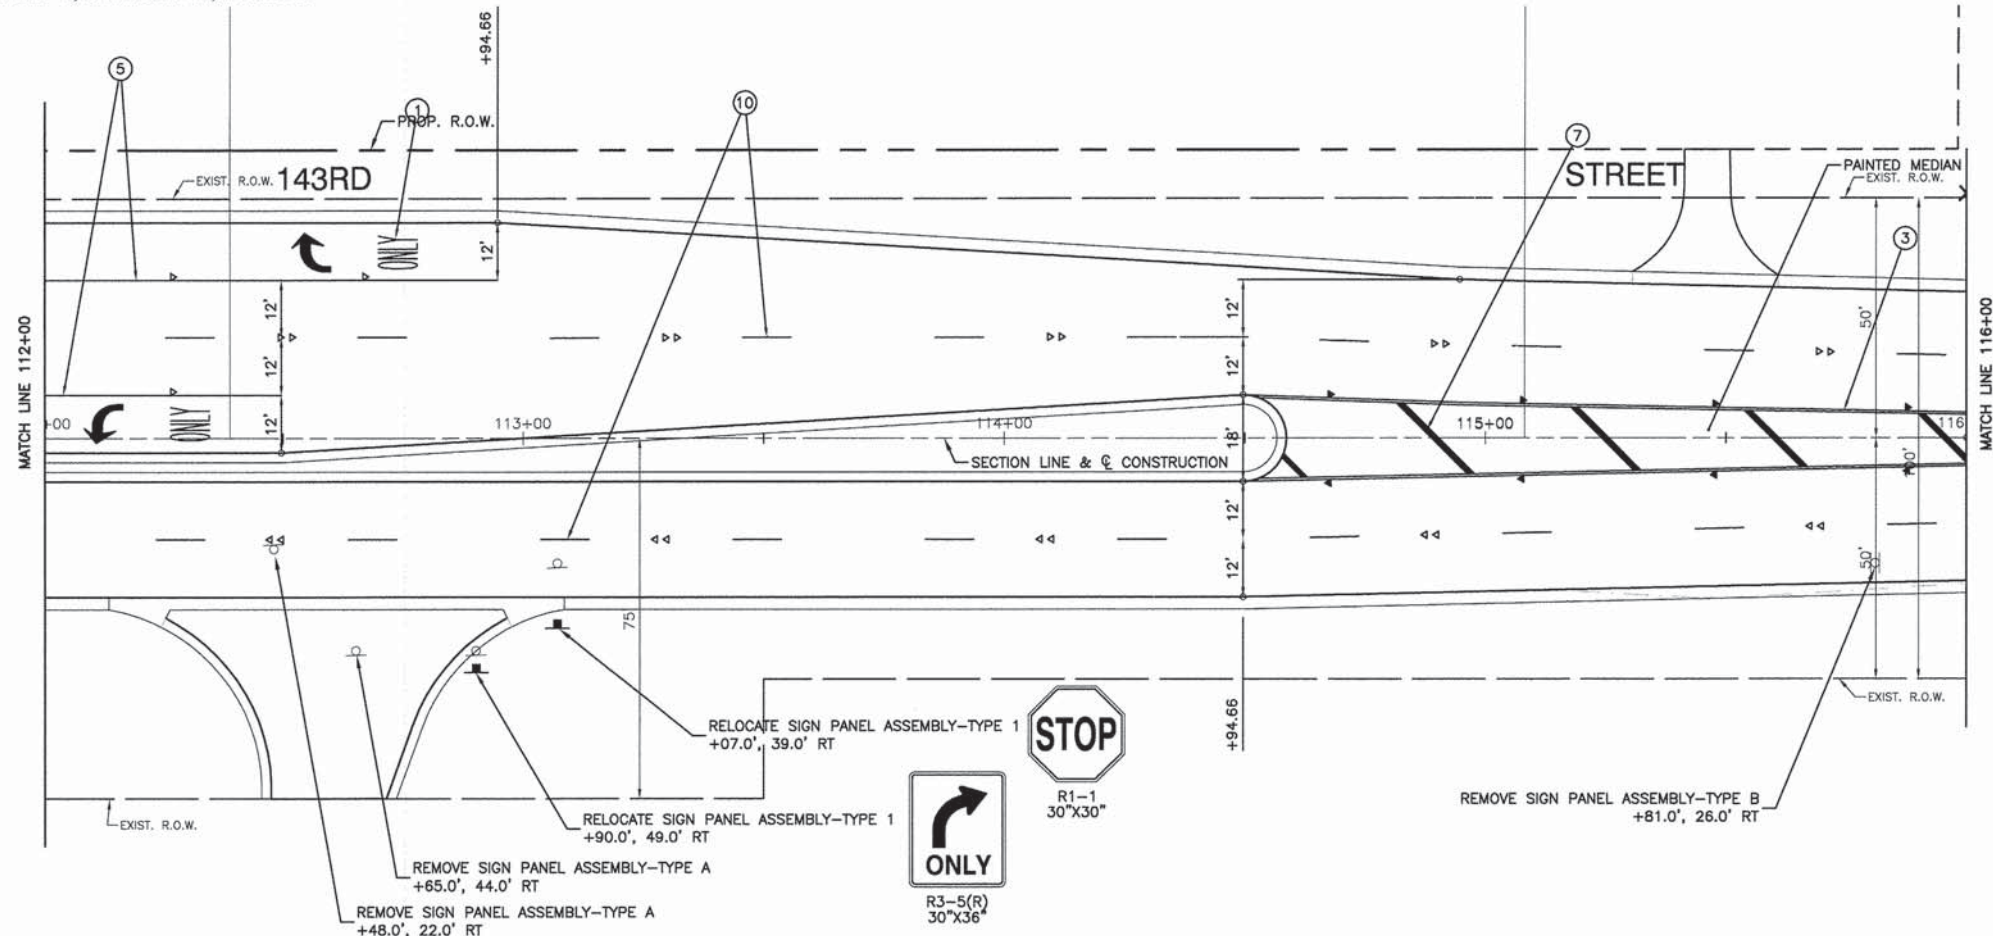 +94.66
5
1
10
7
3
PROP. R.O.W.
EXIST. R.O.W.
143RD
STREET
PAINTED MEDIAN
EXIST. R.O.W.
ONLY
12'
12'
12'
12'
12'
12'
50'
MATCH LINE 112+00
MATCH LINE 116+00
ONLY
+00
113+00
114+00
115+00
116
18'
SECTION LINE & ℄ CONSTRUCTION
100'
12'
12'
50'
75
EXIST. R.O.W.
RELOCATE SIGN PANEL ASSEMBLY-TYPE 1
+07.0', 39.0' RT
STOP
R1-1
30"X30"
+94.66
RELOCATE SIGN PANEL ASSEMBLY-TYPE 1
+90.0', 49.0' RT
ONLY
R3-5(R)
30"X36"
REMOVE SIGN PANEL ASSEMBLY-TYPE B
+81.0', 26.0' RT
EXIST. R.O.W.
REMOVE SIGN PANEL ASSEMBLY-TYPE A
+65.0', 44.0' RT
REMOVE SIGN PANEL ASSEMBLY-TYPE A
+48.0', 22.0' RT